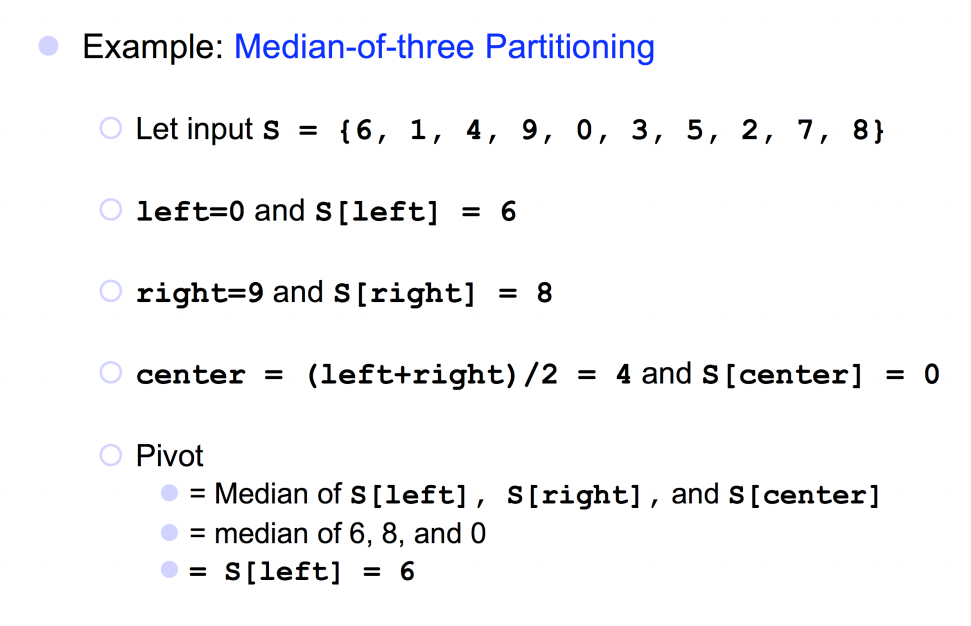 Example: Median-of-three Partitioning
Let input S = {6, 1, 4, 9, 0, 3, 5, 2, 7, 8}
left=0 and S[left] = 6
right=9 and S[right] = 8
center = (left+right)/2 = 4 and S[center] = 0
Pivot
= Median of S[left], S[right], and S[center]
= median of 6, 8, and 0
= S[left] = 6